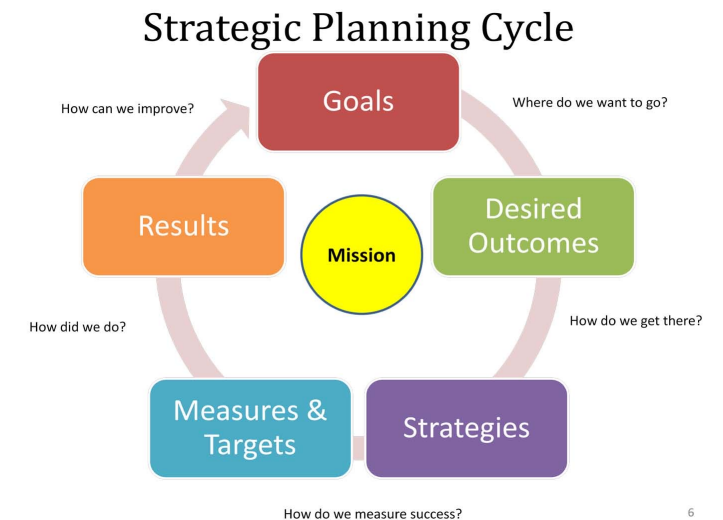 Strategic Planning Cycle
Goals
How can we improve?
Where do we want to go?
Results
Desired
Outcomes
Mission
How did we do?
How do we get there?
Measures &
Targets
Strategies
How do we measure success?
6